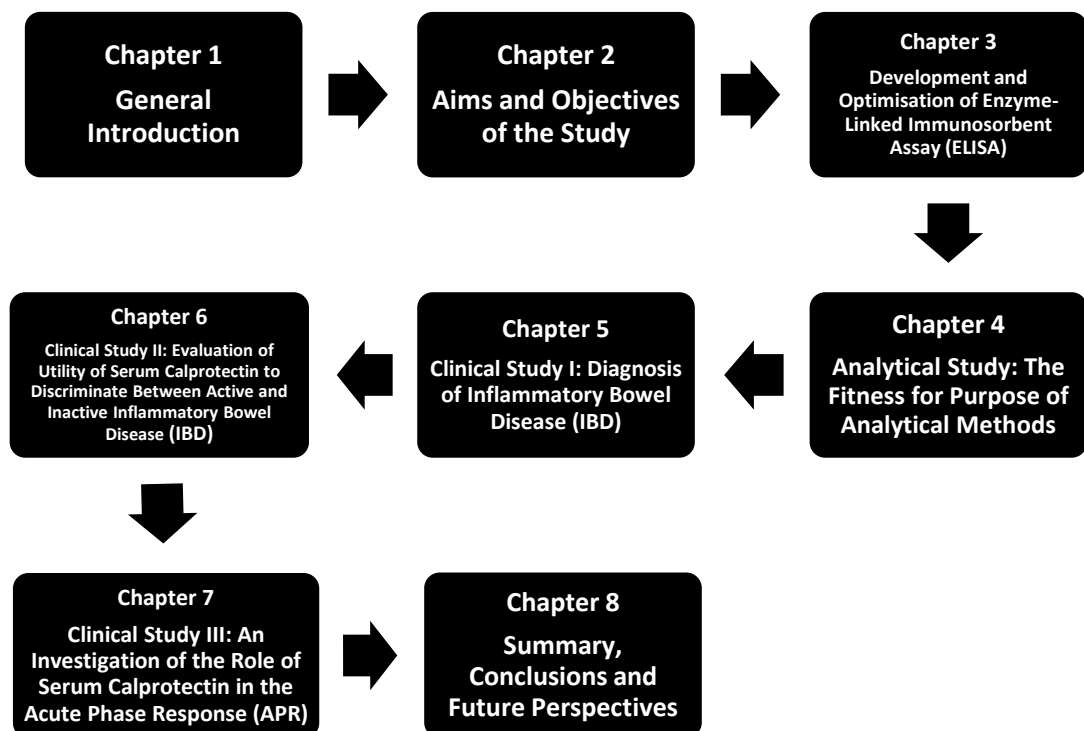 Chapter 1
General
Introduction
Chapter 2
Aims and Objectives
of the Study
Chapter 3
Development and
Optimisation of Enzyme-
Linked Immunosorbent
Assay (ELISA)
Chapter 4
Analytical Study: The
Fitness for Purpose of
Analytical Methods
Chapter 5
Clinical Study I: Diagnosis
of Inflammatory Bowel
Disease (IBD)
Chapter 6
Clinical Study II: Evaluation of
Utility of Serum Calprotectin to
Discriminate Between Active and
Inactive Inflammatory Bowel
Disease (IBD)
Chapter 7
Clinical Study III: An
Investigation of the Role of
Serum Calprotectin in the
Acute Phase Response (APR)
Chapter 8
Summary,
Conclusions and
Future Perspectives